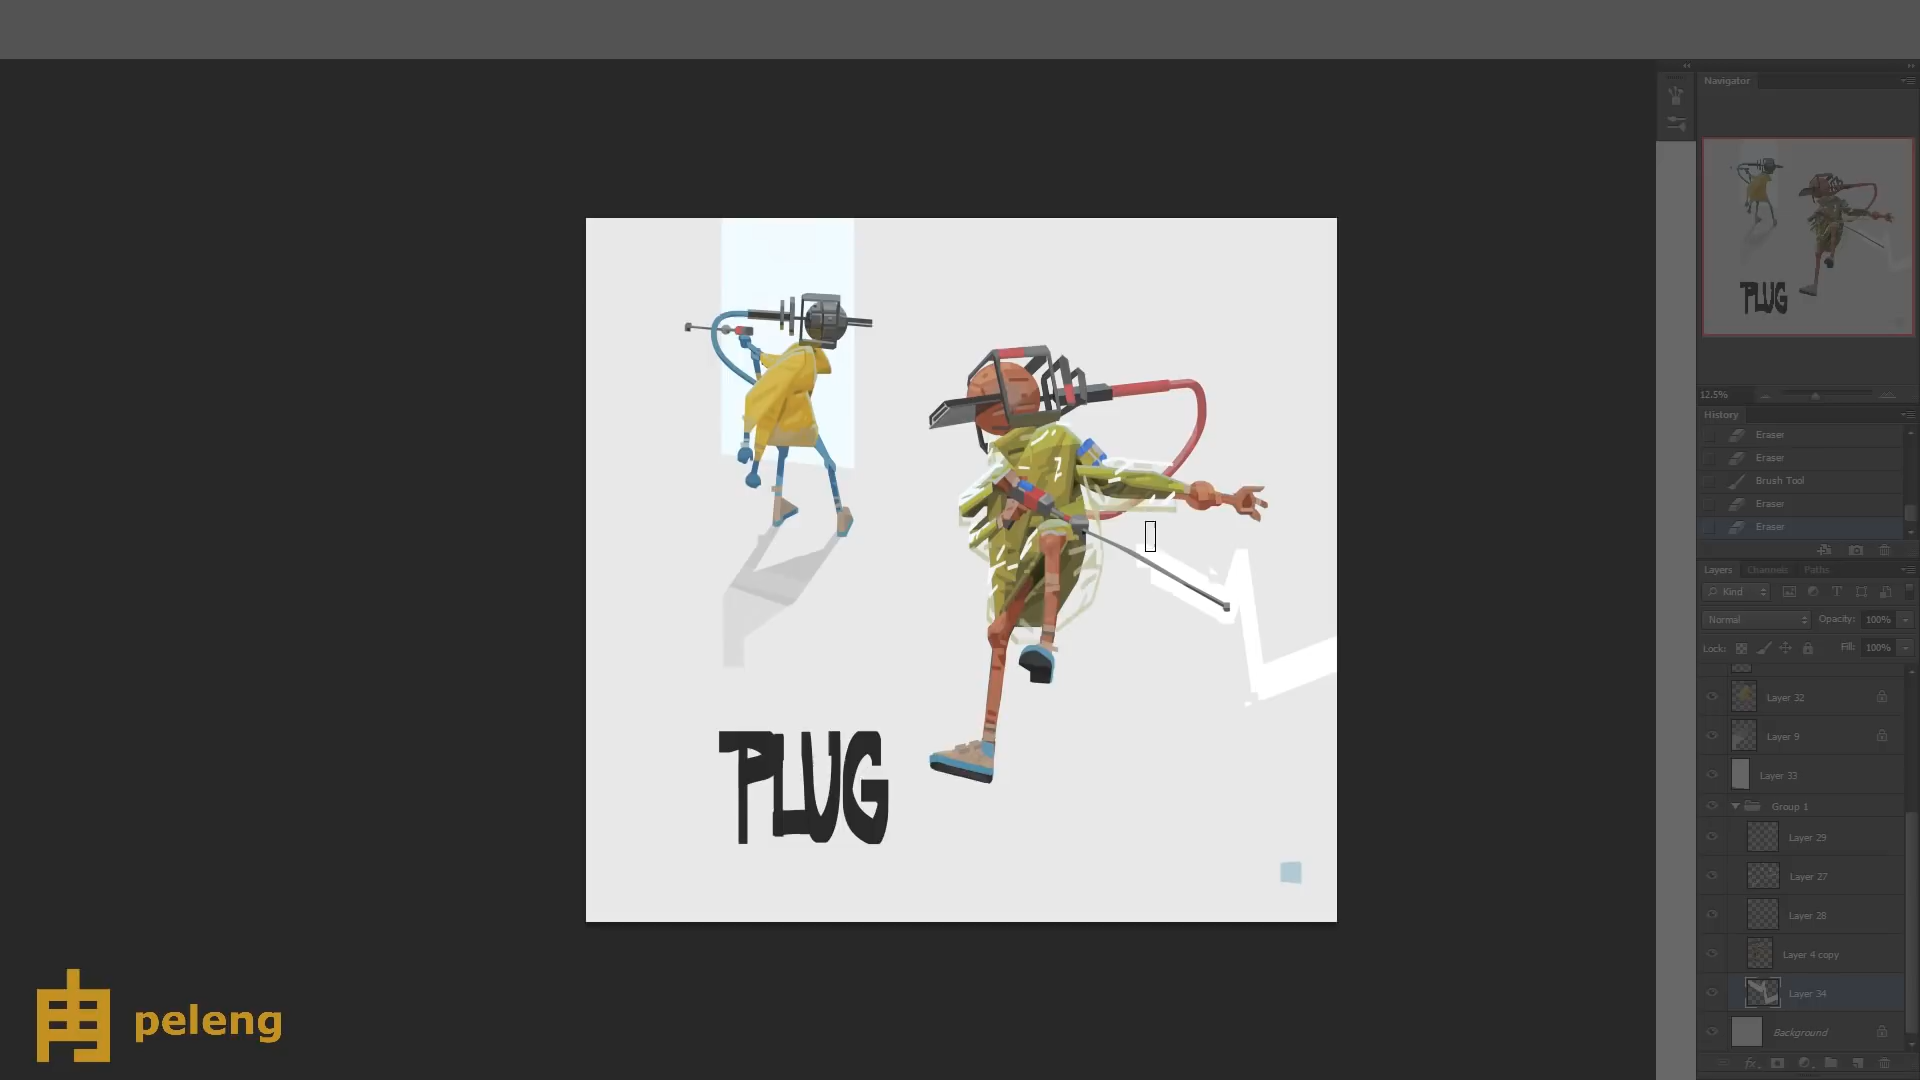 Navigator
12.5%
History
Eraser
Eraser
Brush Tool
Eraser
Eraser
Layers Channels Paths
Kind
Normal Opacity: 100%
Lock: Fill: 100%
Layer 32
Layer 9
Layer 33
Group 1
Layer 29
Layer 27
Layer 28
Layer 4 copy
Layer 34
Background
PLUG
peleng